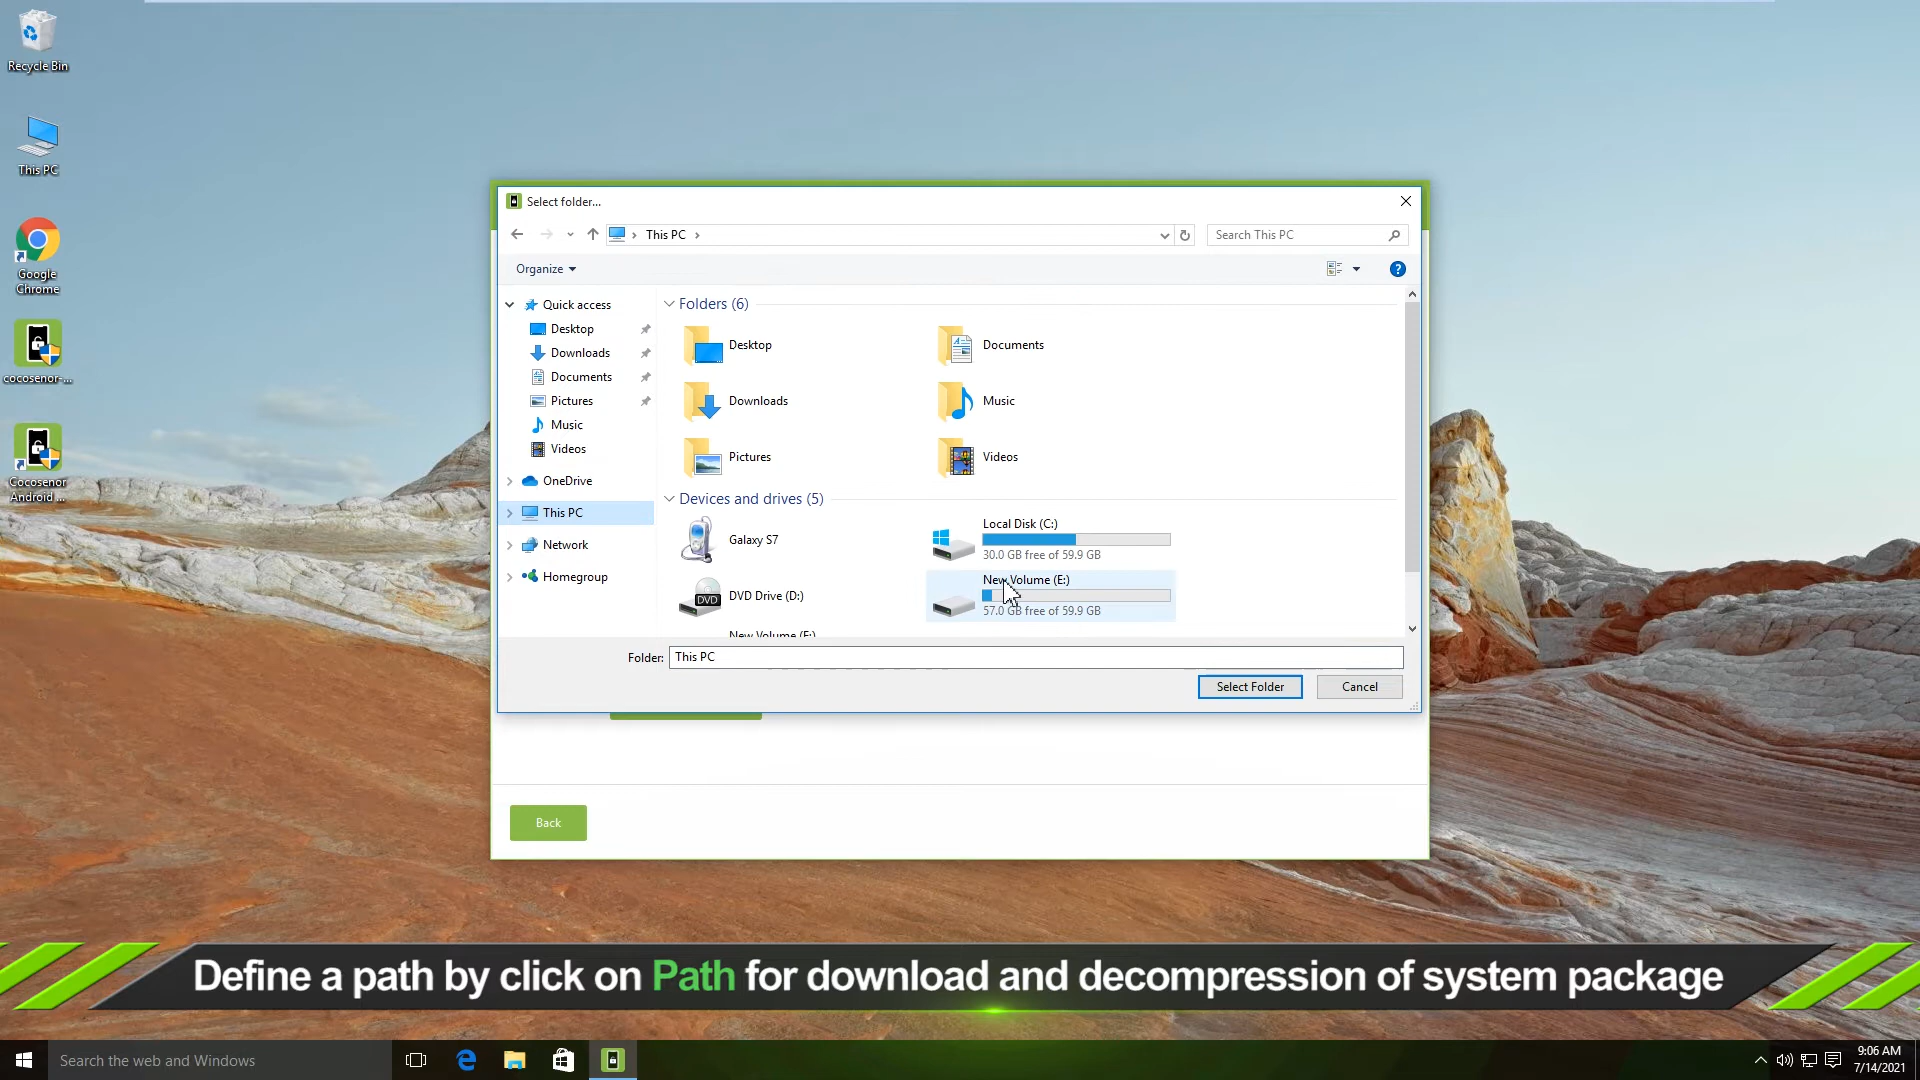 Recycle Bin
This PC
Google
Chrome
cocosenor-...
Cocosenor
Android ...
Select folder...
This PC
Search This PC
Organize
Quick access
Desktop
Downloads
Documents
Pictures
Music
Videos
OneDrive
This PC
Network
Homegroup
Folders (6)
Desktop
Documents
Downloads
Music
Pictures
Videos
Devices and drives (5)
Galaxy S7
Local Disk (C:)
30.0 GB free of 59.9 GB
DVD Drive (D:)
DVD
New Volume (E:)
57.0 GB free of 59.9 GB
New Volume (F:)
Folder: This PC
Select Folder
Cancel
Back
Define a path by click on Path for download and decompression of system package
Search the web and Windows
9:06 AM
7/14/2021